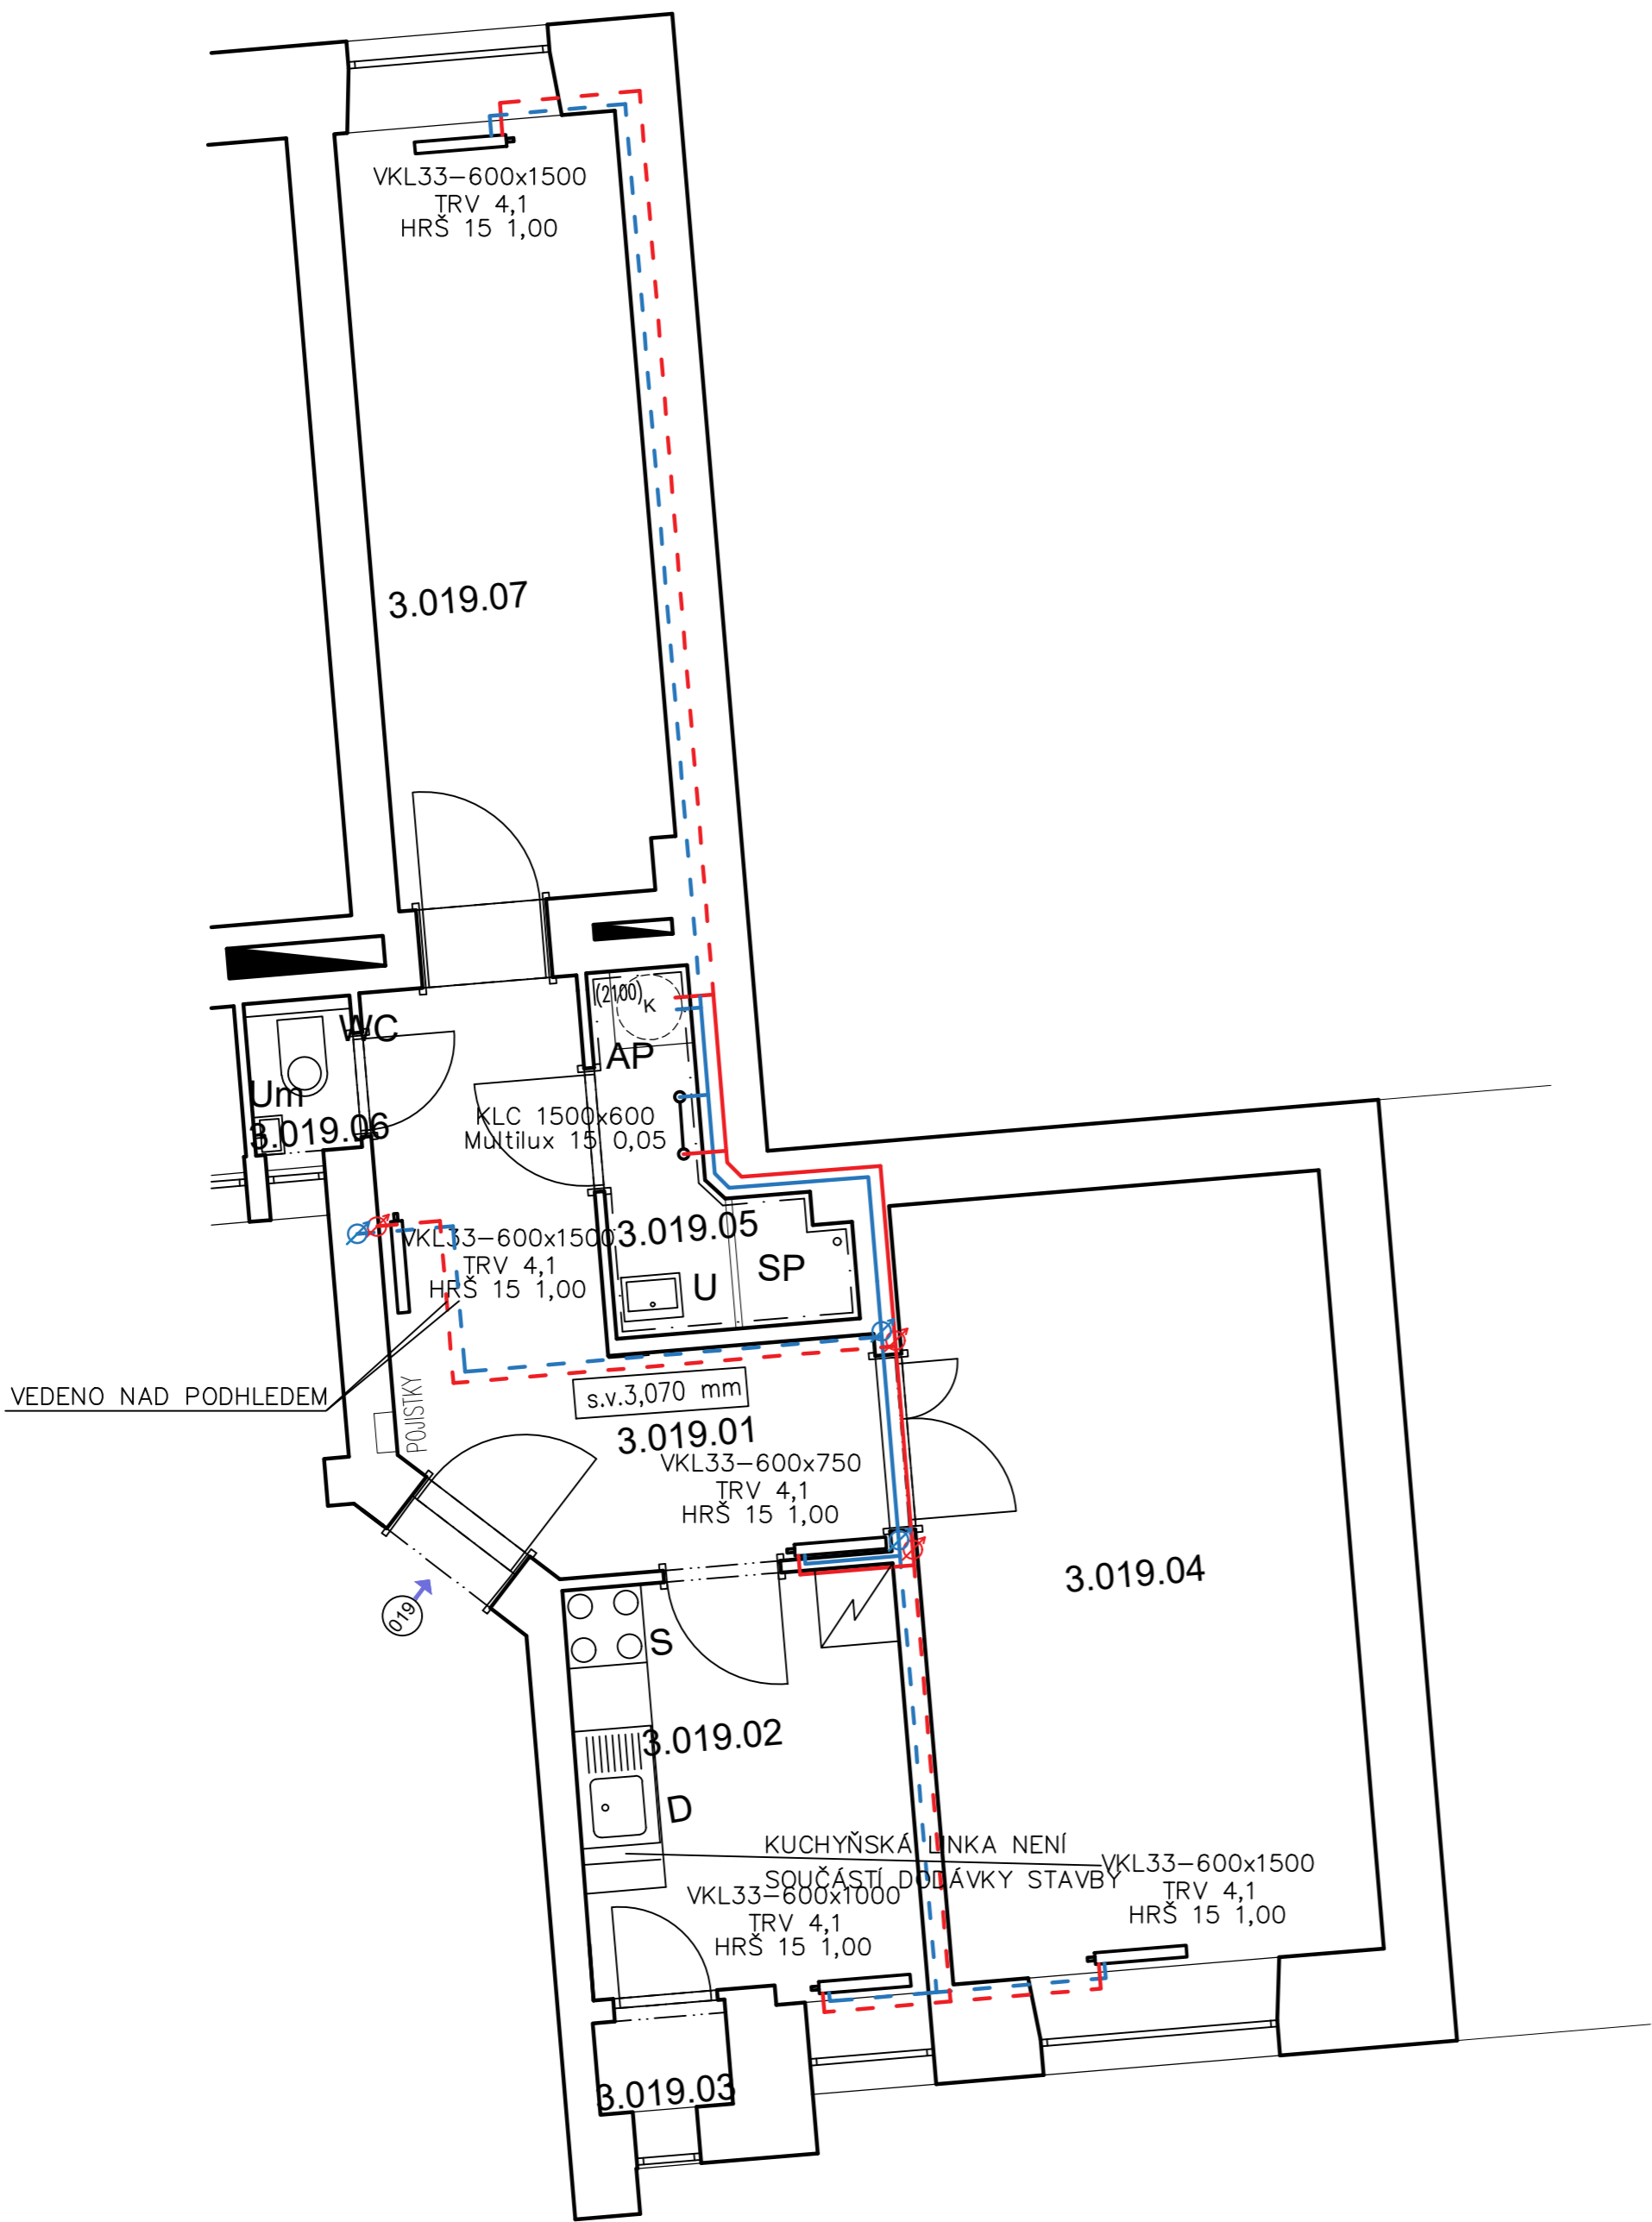 VKL33-600x1500
TRV 4,1
HRŠ 15 1,00
3.019.07
(2100)
K
WC
AP
Um
3.019.06
KLC 1500x600
Multilux 15 0,05
3.019.05
VKL33-600x1500
TRV 4,1
HRŠ 15 1,00
SP
U
VEDENO NAD PODHLEDEM
POJISTKY
s.v.3,070 mm
3.019.01
VKL33-600x750
TRV 4,1
HRŠ 15 1,00
3.019.04
019
S
3.019.02
D
KUCHYŇSKÁ LINKA NENÍ
SOUČÁSTÍ DODÁVKY STAVBY
VKL33-600x1500
TRV 4,1
HRŠ 15 1,00
VKL33-600x1000
TRV 4,1
HRŠ 15 1,00
3.019.03